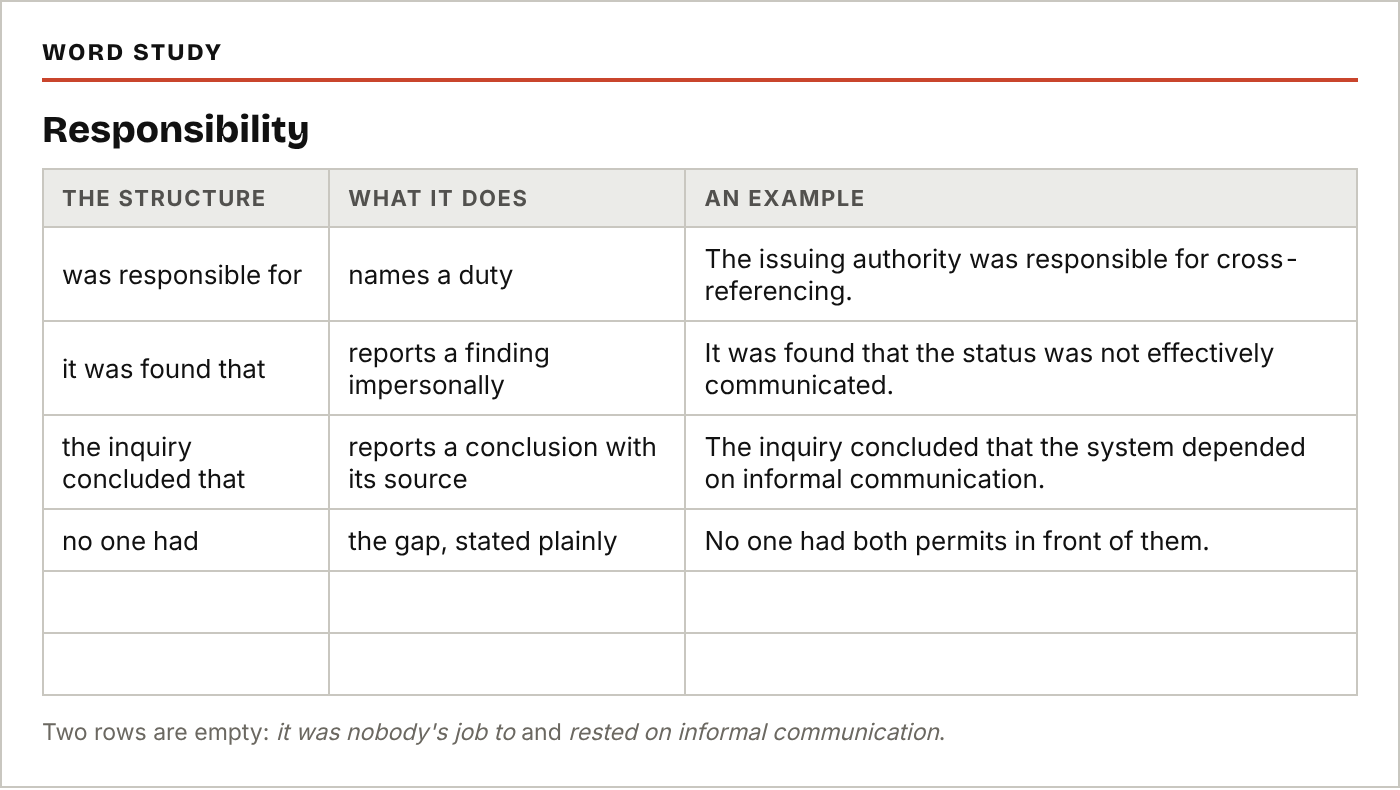 WORD STUDY
Responsibility
THE STRUCTURE
WHAT IT DOES
AN EXAMPLE
was responsible for
names a duty
The issuing authority was responsible for cross-
referencing.
it was found that
reports a finding
impersonally
It was found that the status was not effectively
communicated.
the inquiry
concluded that
reports a conclusion with
its source
The inquiry concluded that the system depended
on informal communication.
no one had
the gap, stated plainly
No one had both permits in front of them.
Two rows are empty: it was nobody's job to and rested on informal communication.